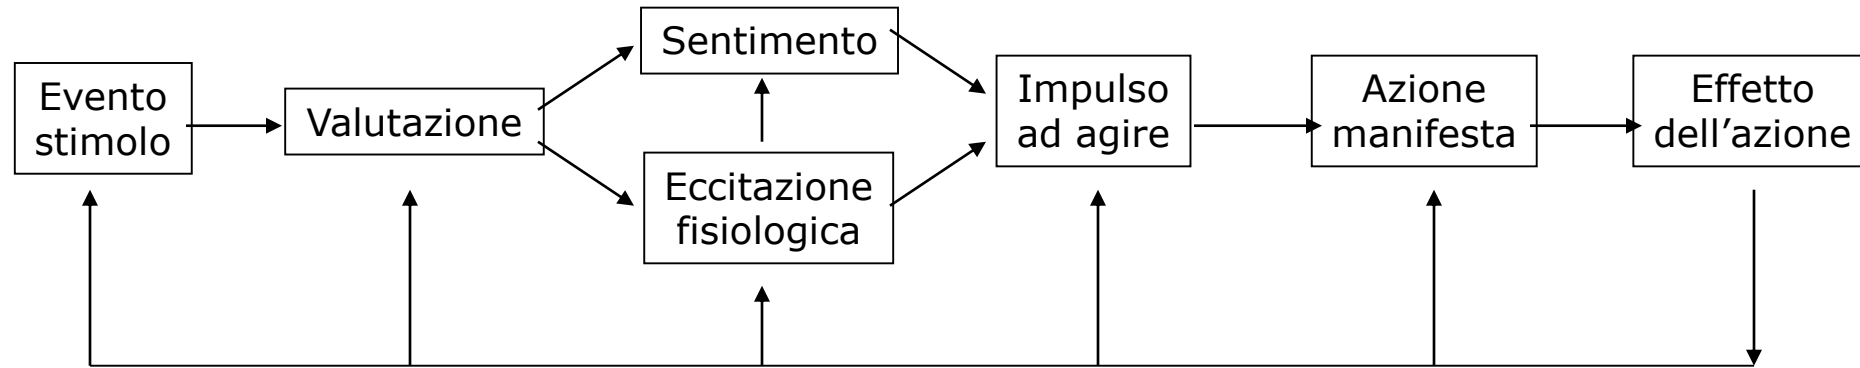 Evento
stimolo
Valutazione
Sentimento
Eccitazione
fisiologica
Impulso
ad agire
Azione
manifesta
Effetto
dell’azione